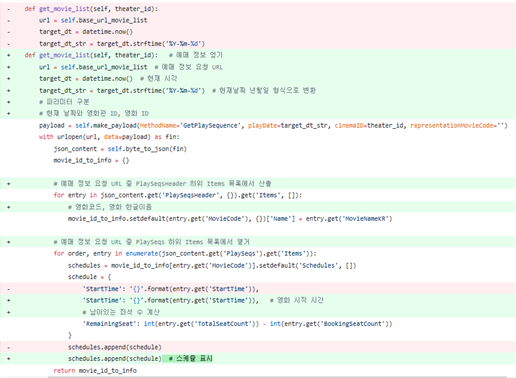 - def get_movie_list(self, theater_id):
- url = self.base_url_movie_list
- target_dt = datetime.now()
- target_dt_str = target_dt.strftime('%Y-%m-%d')
+ def get_movie_list(self, theater_id): # 예매 정보 얻기
+ url = self.base_url_movie_list # 예매 정보 요청 URL
+ target_dt = datetime.now() # 현재 시각
+ target_dt_str = target_dt.strftime('%Y-%m-%d') # 현재날짜 년월일 형식으로 변환
+ # 파라미터 구분
+ # 현재 날짜와 영화관 ID, 영화 ID
payload = self.make_payload(MethodName='GetPlaySequence', playDate=target_dt_str, cinemaID=theater_id, representationMovieCode='')
with urlopen(url, data=payload) as fin:
json_content = self.byte_to_json(fin)
movie_id_to_info = {}
+ # 예매 정보 요청 URL 중 PlaySeqsHeader 하위 Items 목록에서 산출
for entry in json_content.get('PlaySeqsHeader', {}).get('Items', []):
+ # 영화코드, 영화 한글이름
movie_id_to_info.setdefault(entry.get('MovieCode'), {})['Name'] = entry.get('MovieNameKR')
+ # 예매 정보 요청 URL 중 PlaySeqs 하위 Items 목록에서 열거
for order, entry in enumerate(json_content.get('PlaySeqs').get('Items')):
schedules = movie_id_to_info[entry.get('MovieCode')].setdefault('Schedules', [])
schedule = {
- 'StartTime': '{}'.format(entry.get('StartTime')),
+ 'StartTime': '{}'.format(entry.get('StartTime')), # 영화 시작 시간
+ # 남아있는 좌석 수 계산
'RemainingSeat': int(entry.get('TotalSeatCount')) - int(entry.get('BookingSeatCount'))
}
- schedules.append(schedule)
+ schedules.append(schedule) # 스케쥴 표시
return movie_id_to_info